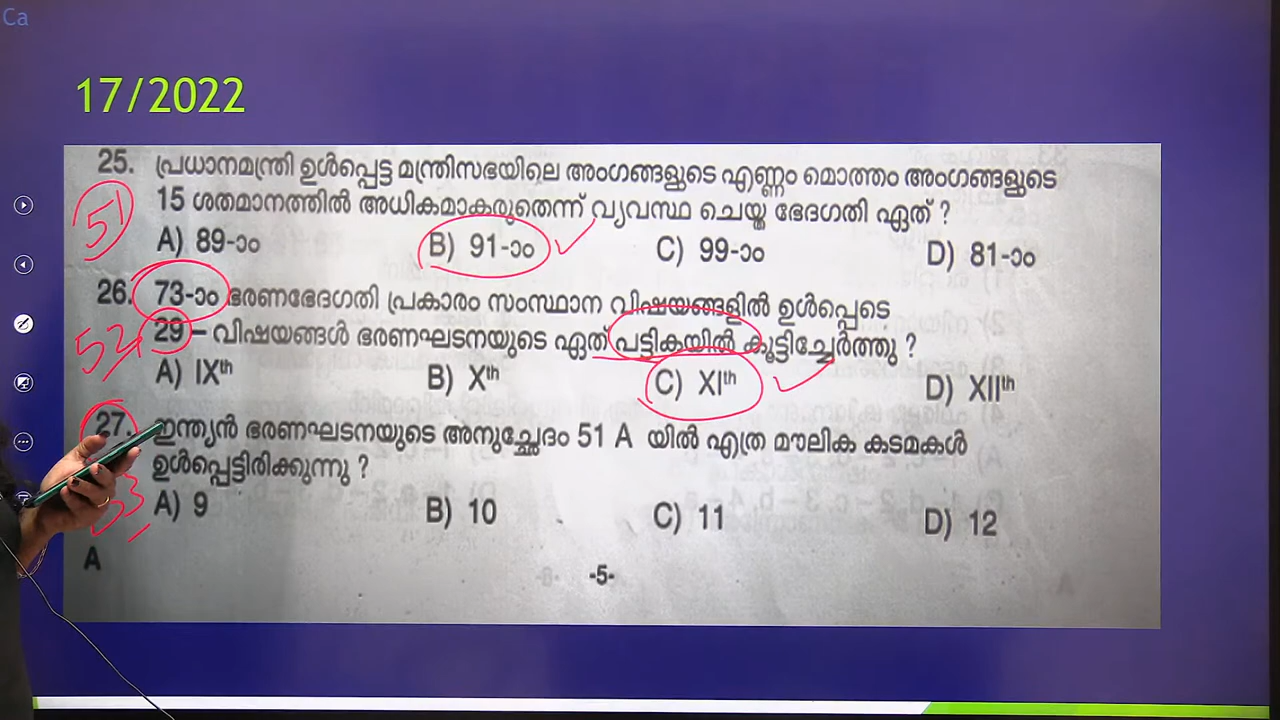 Ca
17/2022
25. പ്രധാനമന്ത്രി ഉൾപ്പെട്ട മന്ത്രിസഭയിലെ അംഗങ്ങളുടെ എണ്ണം മൊത്തം അംഗങ്ങളുടെ
51 15 ശതമാനത്തിൽ അധികമാകരുതെന്ന് വ്യവസ്ഥ ചെയ്ത ഭേദഗതി ഏത് ?
A) 89-ാം B) 91-ാം C) 99-ാം D) 81-ാം
26. 73-ാം ഭരണഭേദഗതി പ്രകാരം സംസ്ഥാന വിഷയങ്ങളിൽ ഉൾപ്പെടെ
52 29 – വിഷയങ്ങൾ ഭരണഘടനയുടെ ഏത് പട്ടികയിൽ കൂട്ടിച്ചേർത്തു ?
A) IXth B) Xth C) XIth D) XIIth
27. ഇന്ത്യൻ ഭരണഘടനയുടെ അനുച്ഛേദം 51 A യിൽ എത്ര മൗലിക കടമകൾ
ഉൾപ്പെട്ടിരിക്കുന്നു ?
53 A) 9 B) 10 C) 11 D) 12
A
-5-